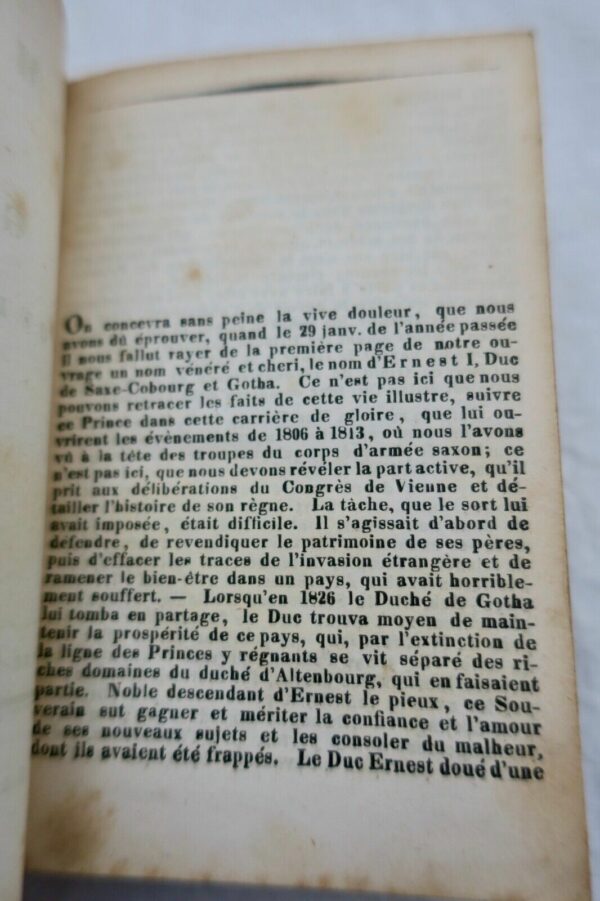 On concevra sans peine la vive douleur, que nous
avons dû éprouver, quand le 29 janv. de l'année passée
il nous fallut rayer de la première page de notre ou-
vrage un nom vénéré et cheri, le nom d'Ernest I, Duc
de Saxe-Cobourg et Gotha. Ce n'est pas ici que nous
pouvons retracer les faits de cette vie illustre, suivre
ce Prince dans cette carrière de gloire, que lui ou-
vrirent les évènements de 1806 à 1813, où nous l'avons
vû à la tête des troupes du corps d'armée saxon; ce
n'est pas ici, que nous devons révéler la part active, qu'il
prit aux délibérations du Congrès de Vienne et dé-
tailler l'histoire de son règne. La tàche, que le sort lui
avait imposée, était difficile. Il s'agissait d'abord de
defendre, de revendiquer le patrimoine de ses pères,
puis d'effacer les traces de l'invasion étrangère et de
ramener le bien-être dans un pays, qui avait horrible-
ment souffert. — Lorsqu'en 1826 le Duché de Gotha
lui tomba en partage, le Duc trouva moyen de main-
tenir la prospérité de ce pays, qui, par l'extinction de
la ligne des Princes y régnants se vit séparé des ri-
ches domaines du duché d'Altenbourg, qui en faisaient
partie. Noble descendant d'Ernest le pieux, ce Sou-
verain sut gagner et mériter la confiance et l'amour
de ses nouveaux sujets et les consoler du malheur,
dont ils avaient été frappés. Le Duc Ernest doué d'une